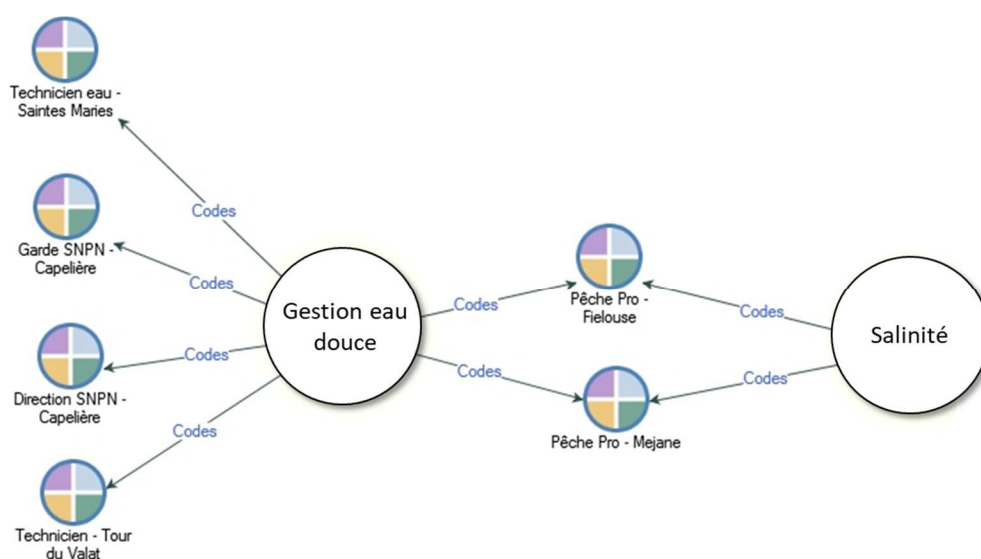 Technicien eau -
Saintes Maries
Codes
Garde SNPN -
Capelière
Codes
Gestion eau
douce
Codes
Pêche Pro -
Fielouse
Codes
Salinité
Direction SNPN -
Capelière
Codes
Codes
Codes
Pêche Pro - Mejane
Codes
Technicien - Tour
du Valat